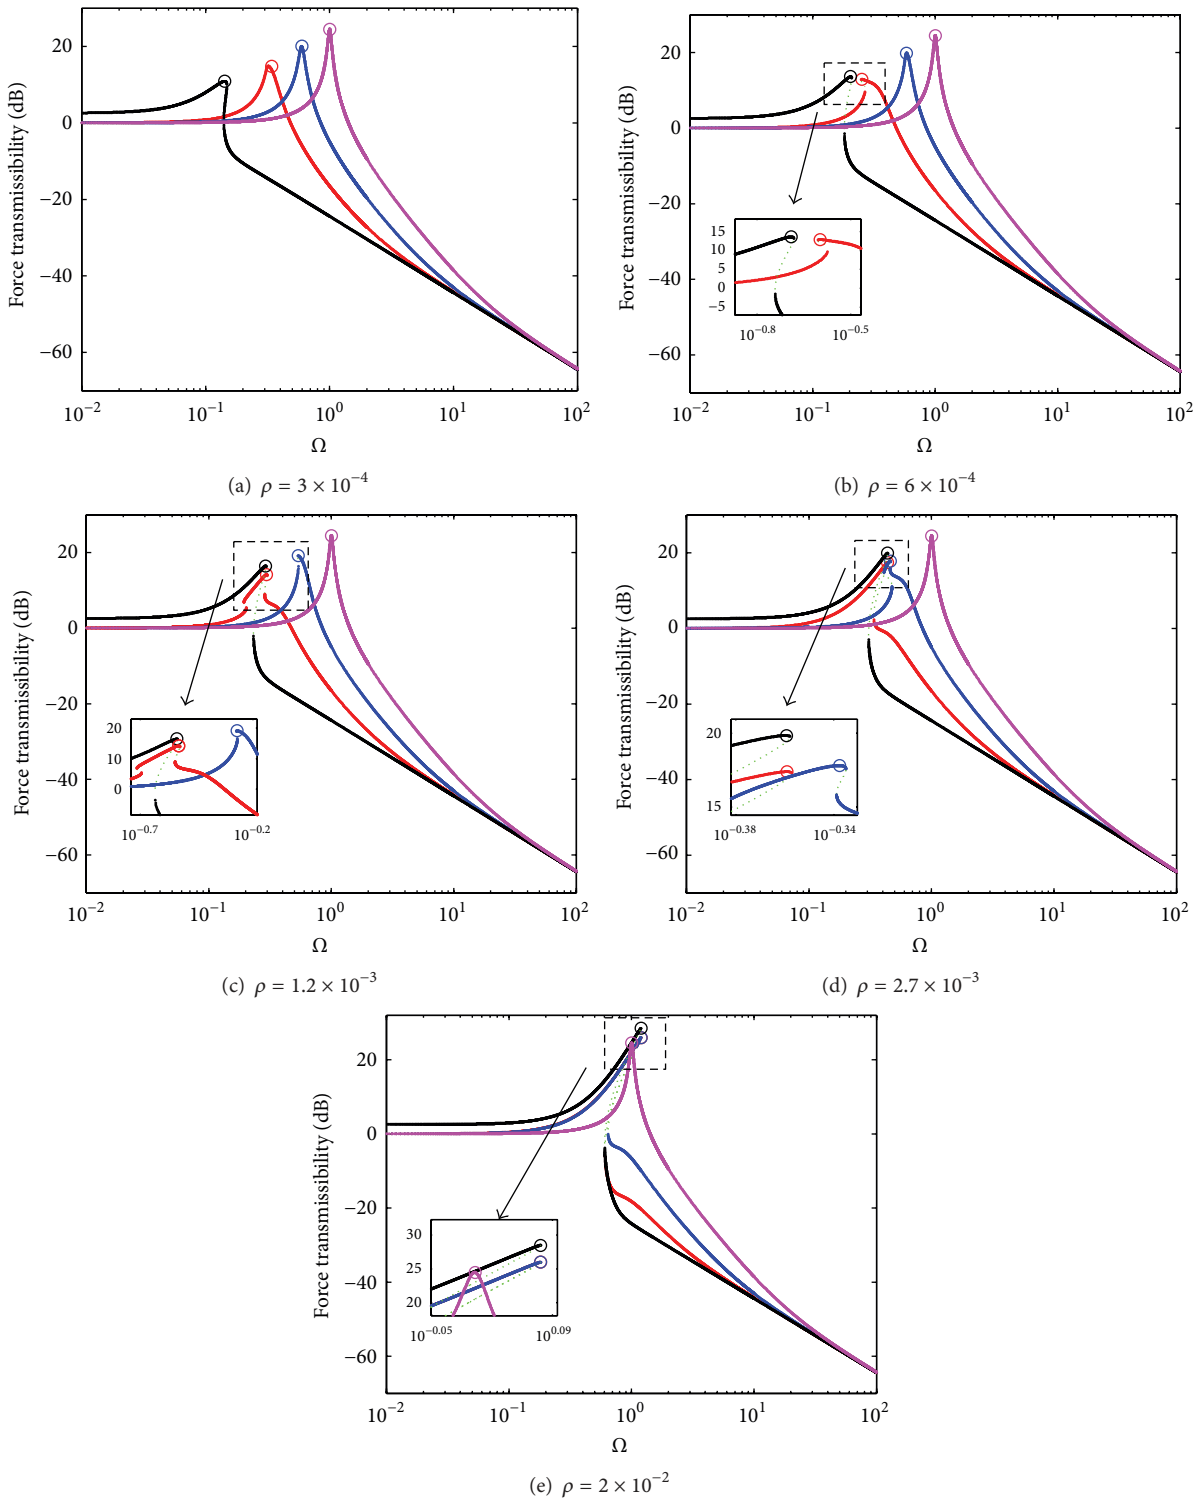 Force transmissibility (dB)
20
0
−20
−40
−60
10⁻² 10⁻¹ 10⁰ 10¹ 10²
Ω
(a) ρ = 3 × 10⁻⁴
Force transmissibility (dB)
20
0
−20
−40
−60
15
10
5
0
−5
10⁻⁰·⁸ 10⁻⁰·⁵
10⁻² 10⁻¹ 10⁰ 10¹ 10²
Ω
(b) ρ = 6 × 10⁻⁴
Force transmissibility (dB)
20
0
−20
−40
−60
20
10
0
10⁻⁰·⁷ 10⁻⁰·²
10⁻² 10⁻¹ 10⁰ 10¹ 10²
Ω
(c) ρ = 1.2 × 10⁻³
Force transmissibility (dB)
20
0
−20
−40
−60
20
15
10⁻⁰·³⁸ 10⁻⁰·³⁴
10⁻² 10⁻¹ 10⁰ 10¹ 10²
Ω
(d) ρ = 2.7 × 10⁻³
Force transmissibility (dB)
20
0
−20
−40
−60
30
25
20
10⁻⁰·⁰⁵ 10⁰·⁰⁹
10⁻² 10⁻¹ 10⁰ 10¹ 10²
Ω
(e) ρ = 2 × 10⁻²